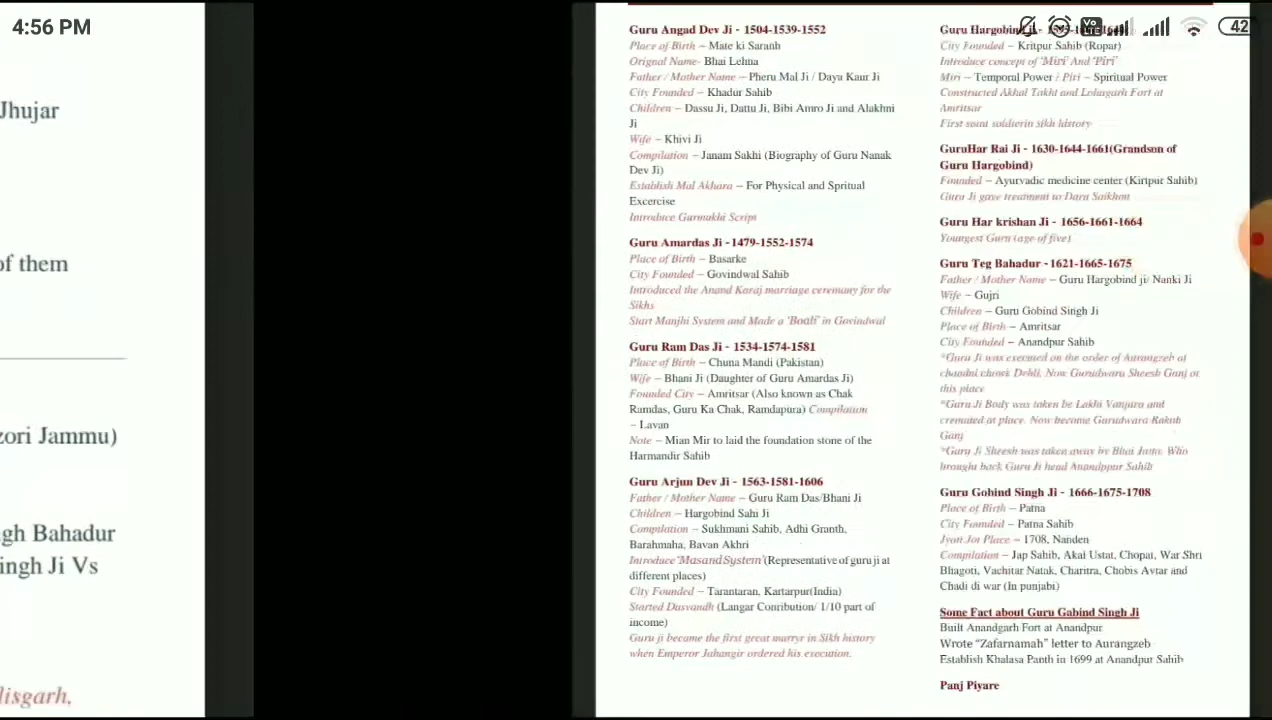 4:56 PM
42
Jhujar
of them
zori Jammu)
gh Bahadur
ingh Ji Vs
lisgarh,
Guru Angad Dev Ji - 1504-1539-1552
Place of Birth – Mate ki Saranh
Orignal Name- Bhai Lehna
Father / Mother Name – Pheru Mal Ji / Daya Kaur Ji
City Founded – Khadur Sahib
Children – Dassu Ji, Dattu Ji, Bibi Amro Ji and Alakhni
Ji
Wife – Khivi Ji
Compilation – Janam Sakhi (Biography of Guru Nanak
Dev Ji)
Establish Mal Akhara – For Physical and Spritual
Excercise
Introduce Gurmukhi Script
Guru Amardas Ji -1479-1552-1574
Place of Birth – Basarke
City Founded – Govindwal Sahib
Introduced the Anand Karaj marriage ceremony for the
Sikhs
Start Manjhi System and Made a 'Boali' in Govindwal
Guru Ram Das Ji - 1534-1574-1581
Place of Birth – Chuna Mandi (Pakistan)
Wife – Bhani Ji (Daughter of Guru Amardas Ji)
Founded City – Amritsar (Also known as Chak
Ramdas, Guru Ka Chak, Ramdapura) Compilation
– Lavan
Note – Mian Mir to laid the foundation stone of the
Harmandir Sahib
Guru Arjun Dev Ji - 1563-1581-1606
Father / Mother Name – Guru Ram Das/Bhani Ji
Children – Hargobind Sahi Ji
Compilation – Sukhmani Sahib, Adhi Granth,
Barahmaha, Bavan Akhri
Introduce 'Masand System' (Representative of guru ji at
different places)
City Founded – Tarantaran, Kartarpur(India)
Started Dasvandh (Langar Conribution/ 1/10 part of
income)
Guru ji became the first great martyr in Sikh history
when Emperor Jahangir ordered his execution.
Guru Hargobind
City Founded – Kritpur Sahib (Ropar)
Introduce concept of 'Miri' And 'Piri'
Miri – Temporal Power / Piri – Spiritual Power
Constructed Akhal Takht and Lohagarh Fort at
Amritsar
First saint soldierin sikh history
GuruHar Rai Ji - 1630-1644-1661(Grandson of
Guru Hargobind)
Founded – Ayurvadic medicine center (Kirtpur Sahib)
Guru Ji gave treatment to Dara Saikhon
Guru Har krishan Ji - 1656-1661-1664
Youngest Guru (age of five)
Guru Teg Bahadur -1621-1665-1675
Father / Mother Name – Guru Hargobind ji/ Nanki Ji
Wife – Gujri
Children – Guru Gobind Singh Ji
Place of Birth – Amritsar
City Founded – Anandpur Sahib
*Guru Ji was executed on the order of Aurangzeb at
chandni chowk Dehli. Now Gurudwara Sheesh Ganj at
this place
*Guru Ji Body was taken be Lakhi Vanjara and
cremated at place. Now become Gurudwara Rakab
Ganj
*Guru Ji Sheesh was taken away by Bhai Jaita. Who
brought back Guru Ji head Anandppur Sahib
Guru Gobind Singh Ji - 1666-1675-1708
Place of Birth – Patna
City Founded – Patna Sahib
Jyoti Jot Place – 1708, Nanden
Compilation – Jap Sahib, Akal Ustat, Chopai, War Shri
Bhagoti, Vachitar Natak, Charitra, Chobis Avtar and
Chadi di war (In punjabi)
Some Fact about Guru Gabind Singh Ji
Built Anandgarh Fort at Anandpur
Wrote "Zafarnamah" letter to Aurangzeb
Establish Khalasa Panth in 1699 at Anandpur Sahib
Panj Piyare